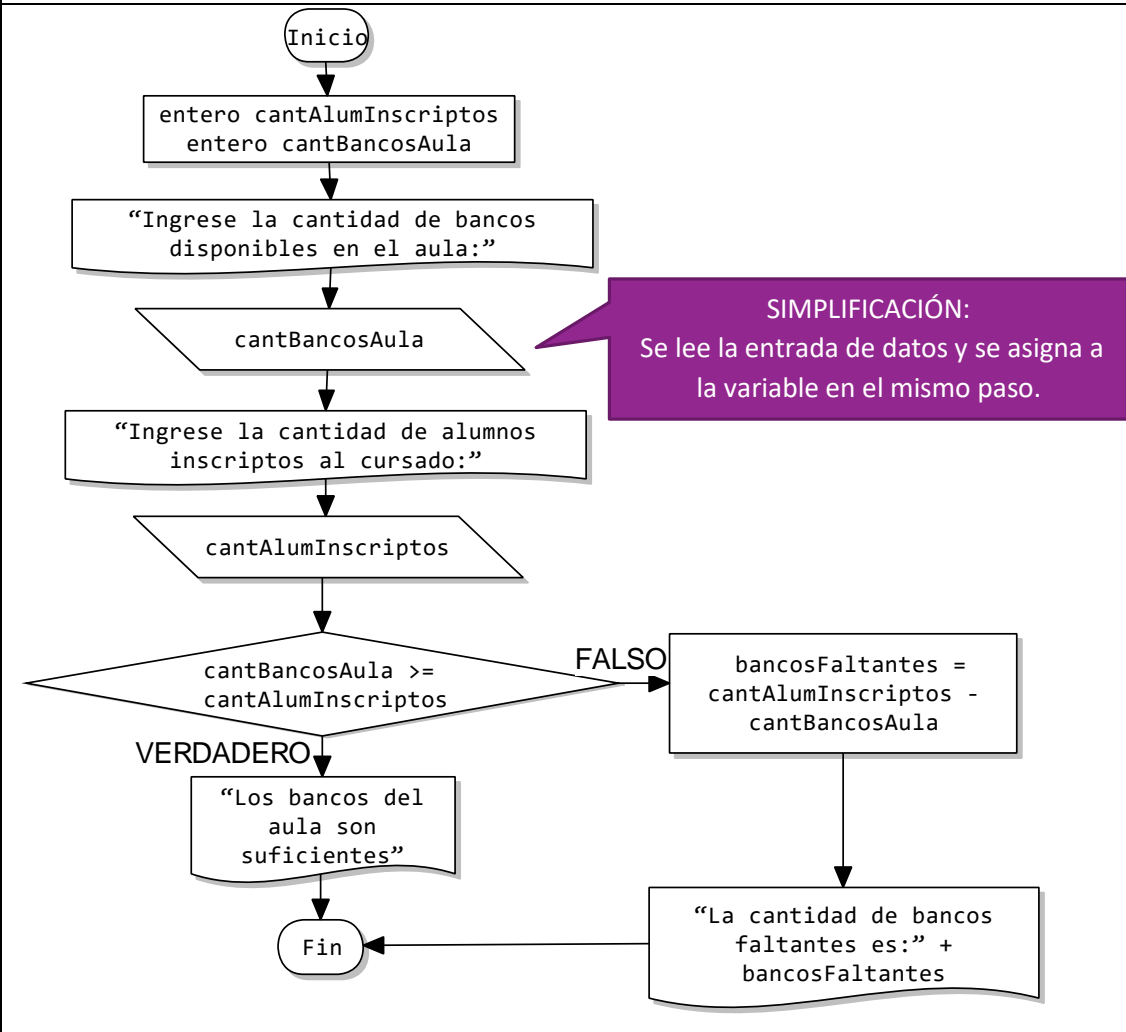 Inicio
entero cantAlumInscriptos
entero cantBancosAula
“Ingrese la cantidad de bancos
disponibles en el aula:”
cantBancosAula
SIMPLIFICACIÓN:
Se lee la entrada de datos y se asigna a
la variable en el mismo paso.
“Ingrese la cantidad de alumnos
inscriptos al cursado:”
cantAlumInscriptos
cantBancosAula >=
cantAlumInscriptos
FALSO
bancosFaltantes =
cantAlumInscriptos -
cantBancosAula
VERDADERO
“Los bancos del
aula son
suficientes”
“La cantidad de bancos
faltantes es:” +
bancosFaltantes
Fin